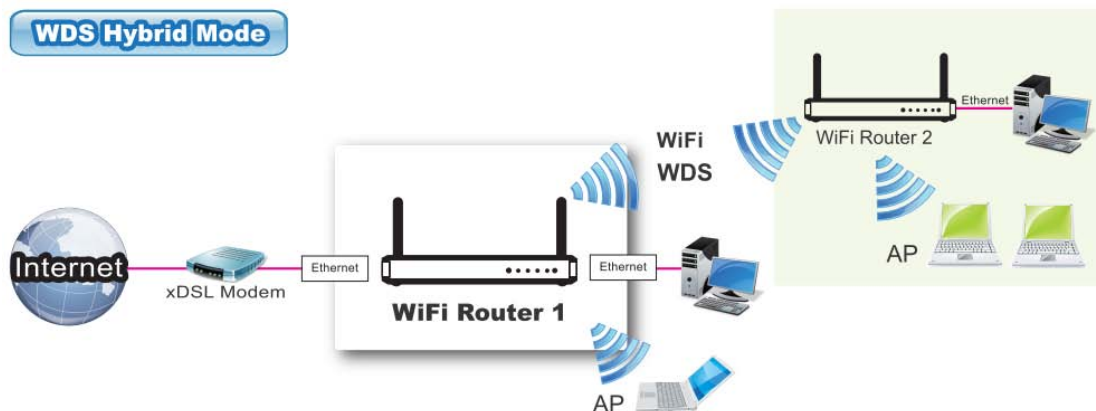 WDS Hybrid Mode
Ethernet
WiFi Router 2
WiFi
WDS
AP
Internet
xDSL Modem
Ethernet
Ethernet
WiFi Router 1
AP